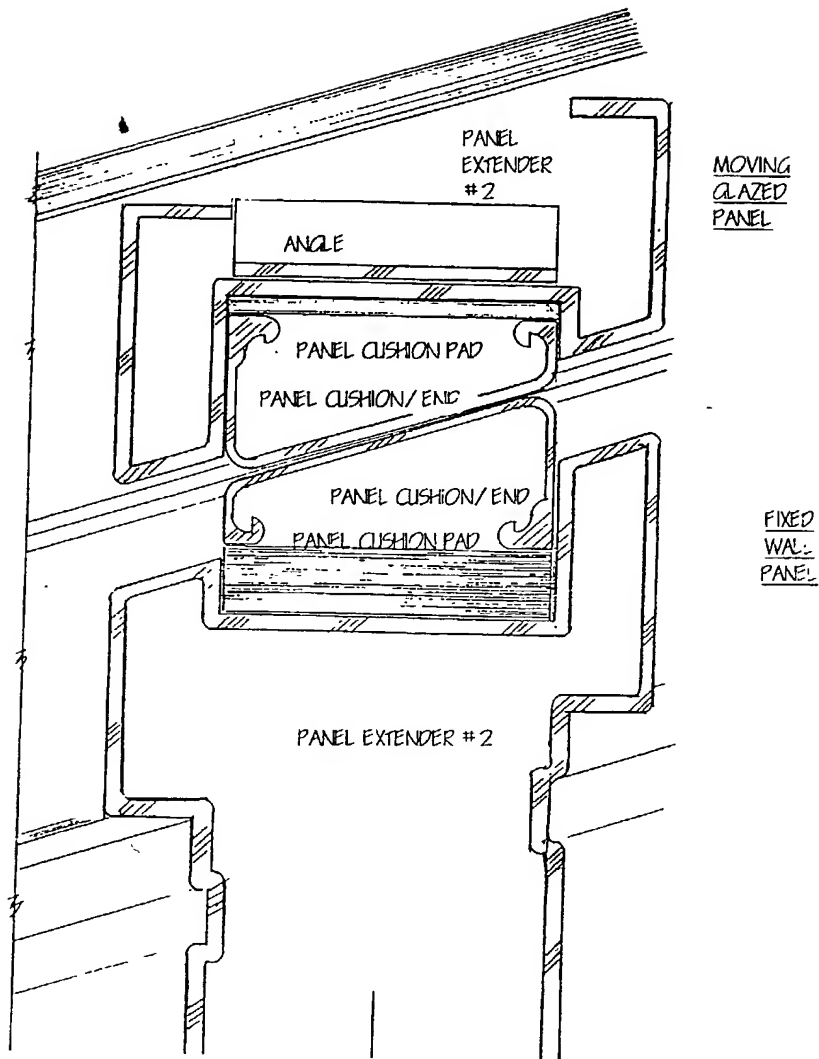 PANEL
EXTENDER
#2
MOVING
GLAZED
PANEL
ANGLE
PANEL CUSHION PAD
PANEL CUSHION/END
PANEL CUSHION/END
PANEL CUSHION PAD
FIXED
WALL
PANEL
PANEL EXTENDER #2